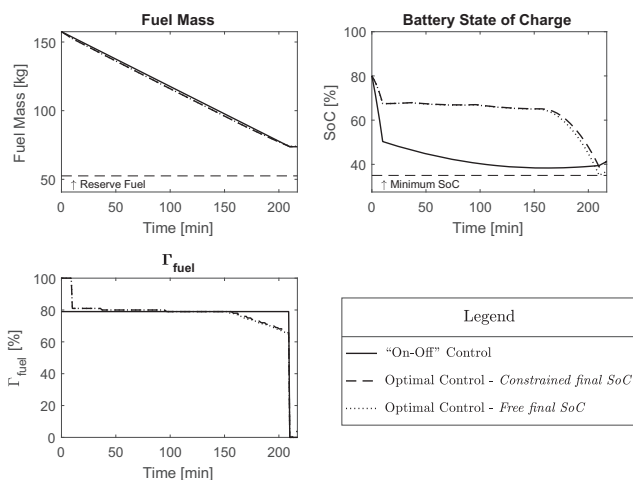 Fuel Mass
150
100
50
Fuel Mass [kg]
↑ Reserve Fuel
0 50 100 150 200
Time [min]
Battery State of Charge
100
80
60
40
SoC [%]
↑ Minimum SoC
0 50 100 150 200
Time [min]
Γfuel
100
80
60
40
20
0
Γfuel [%]
0 50 100 150 200
Time [min]
Legend
“On-Off” Control
Optimal Control - Constrained final SoC
Optimal Control - Free final SoC